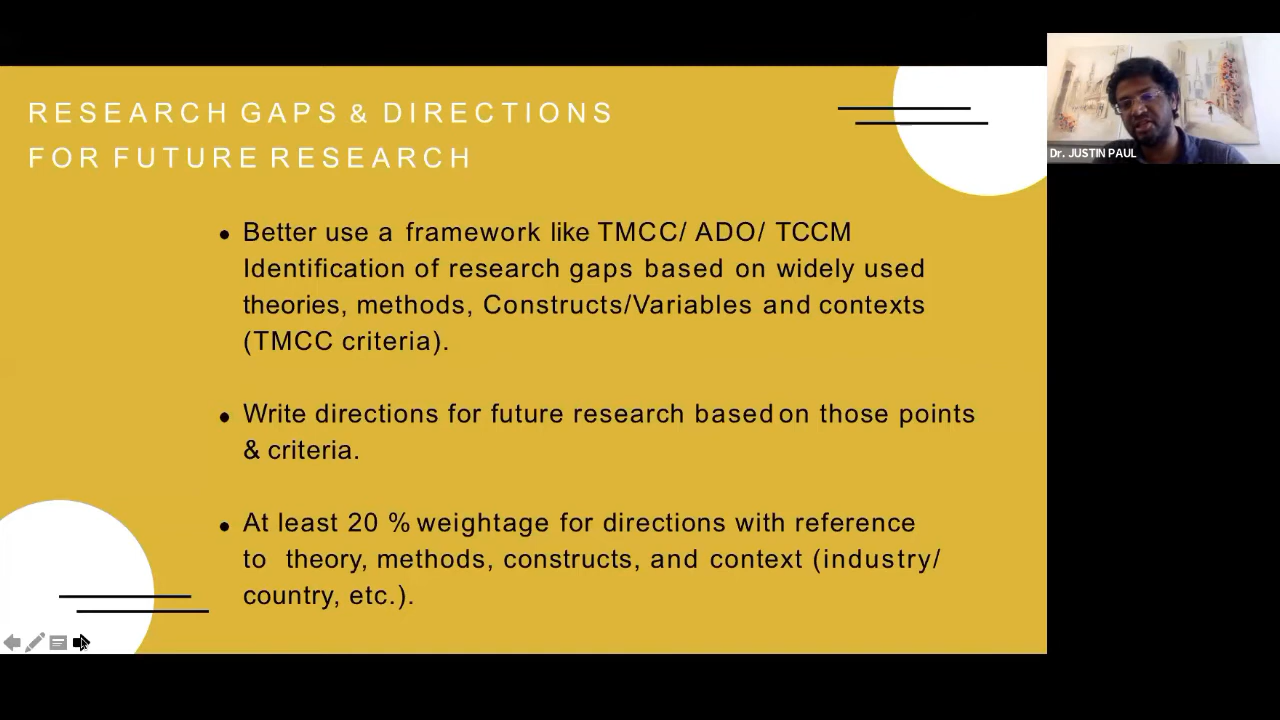 RESEARCH GAPS & DIRECTIONS
FOR FUTURE RESEARCH
Dr. JUSTIN PAUL
• Better use a framework like TMCC/ ADO/ TCCM
Identification of research gaps based on widely used
theories, methods, Constructs/Variables and contexts
(TMCC criteria).
• Write directions for future research based on those points
& criteria.
• At least 20 % weightage for directions with reference
to theory, methods, constructs, and context (industry/
country, etc.).